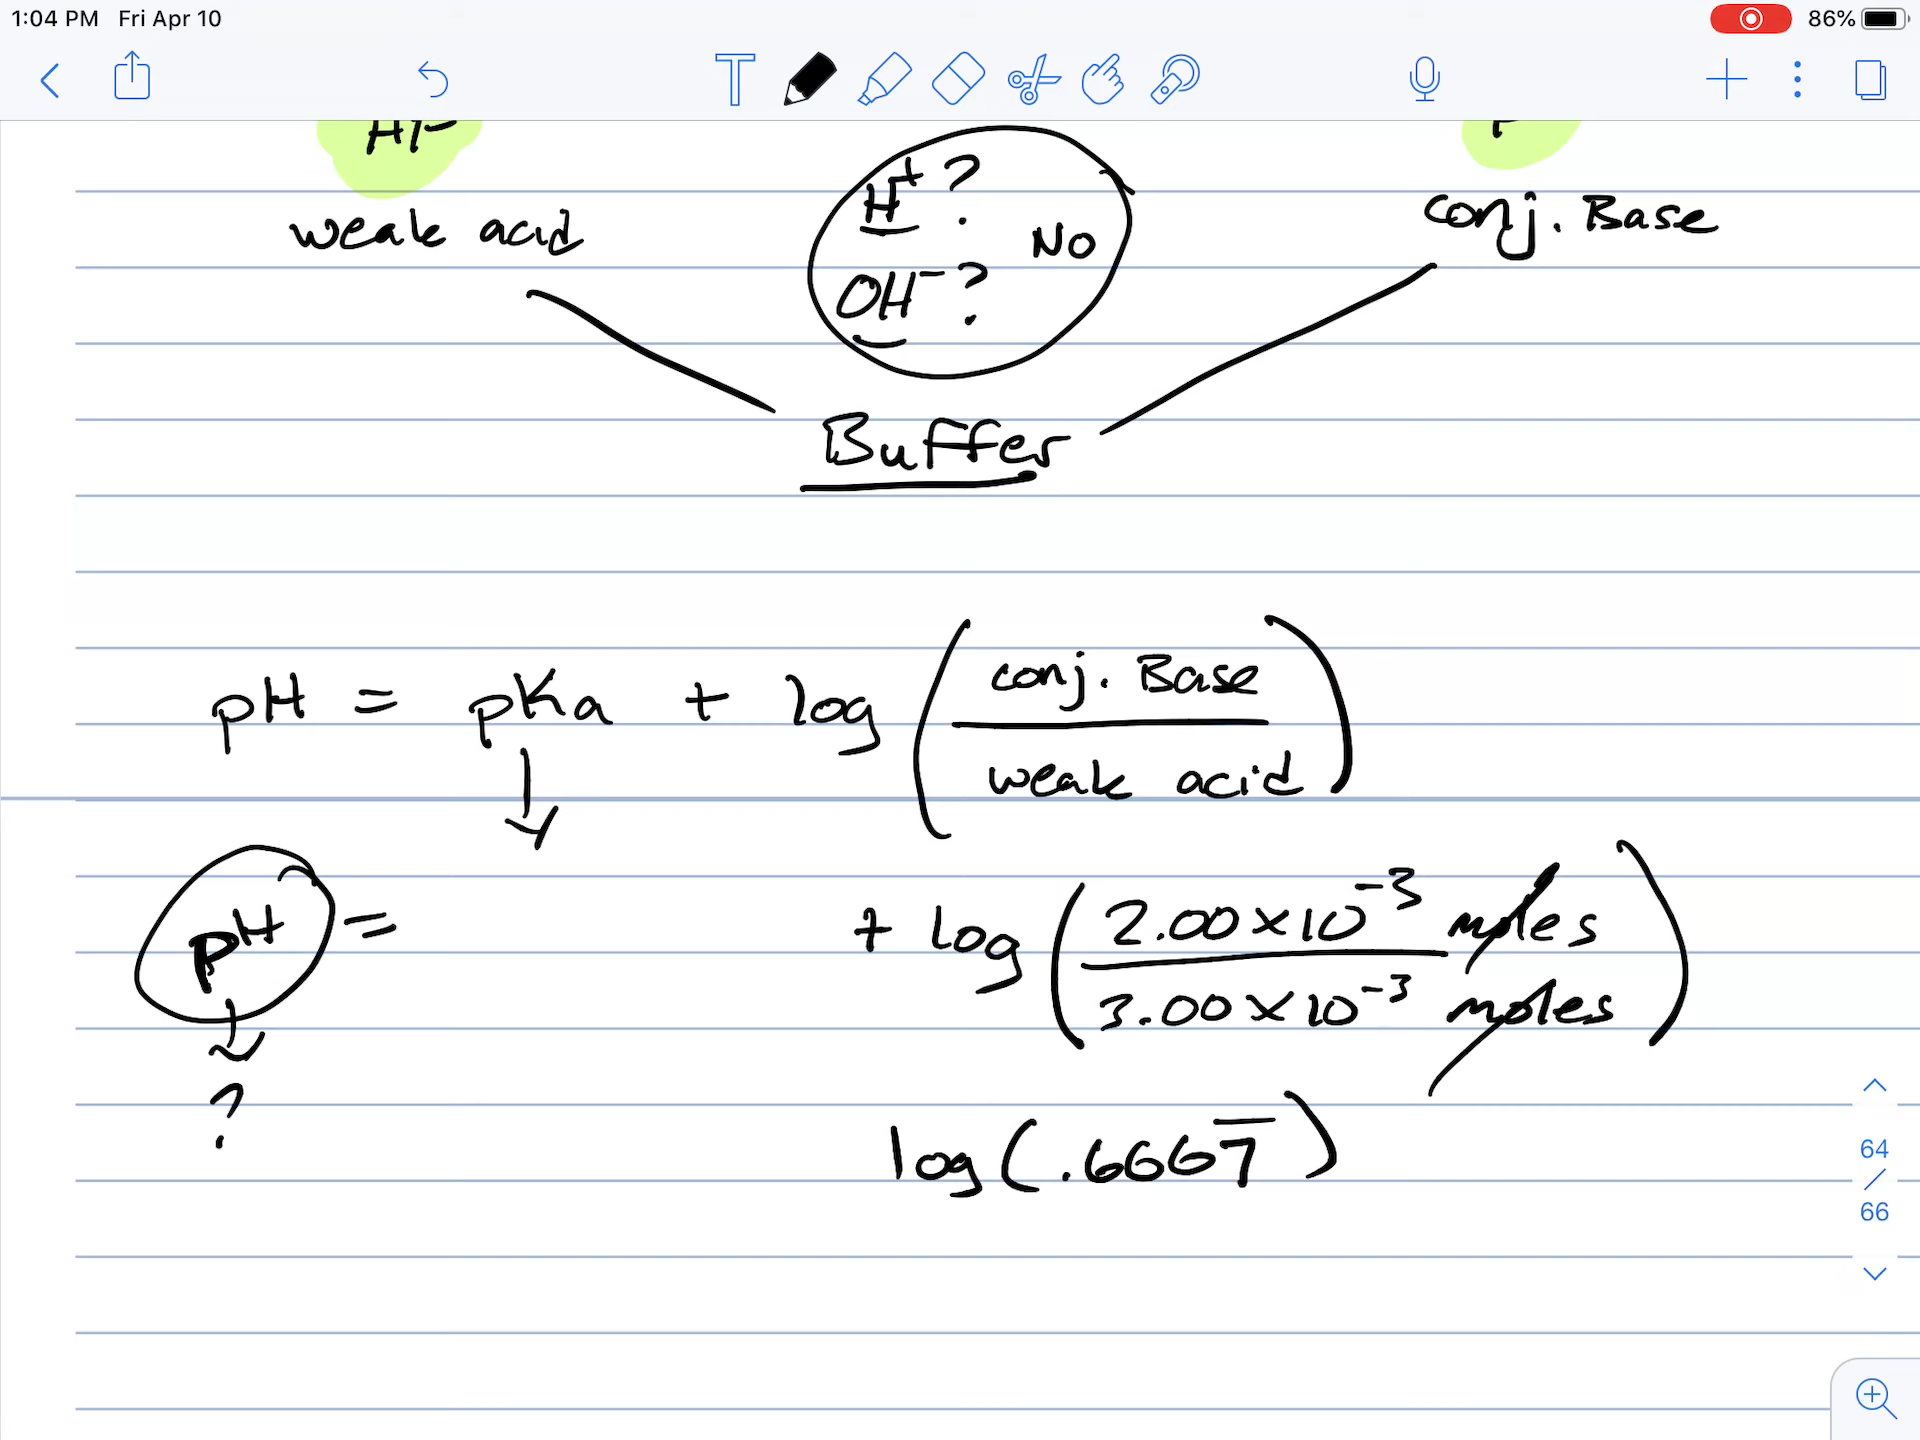 1:04 PM Fri Apr 10 86%
T
H+ ? No
weak acid conj. Base
OH- ?
Buffer
pH = pKa + log ( conj. Base / weak acid )
pH = + log ( 2.00 x 10^-3 moles / 3.00 x 10^-3 moles )
?
log ( .6667̅ )
64
/
66